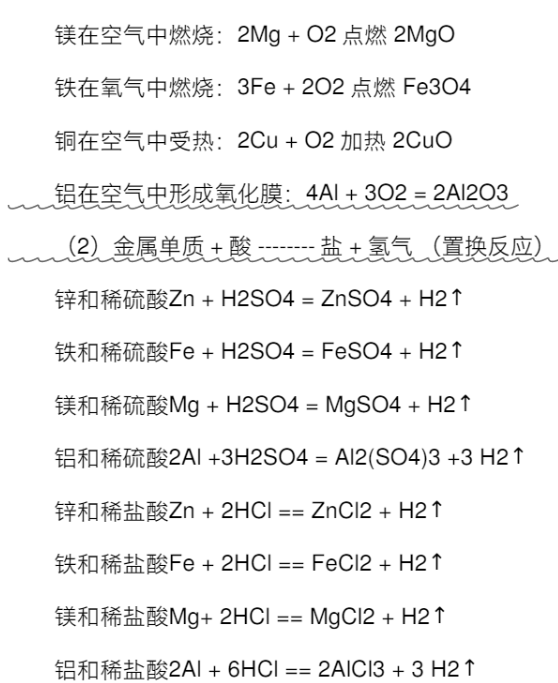 镁在空气中燃烧：2Mg + O2 点燃 2MgO
铁在氧气中燃烧：3Fe + 2O2 点燃 Fe3O4
铜在空气中受热：2Cu + O2 加热 2CuO
铝在空气中形成氧化膜：4Al + 3O2 = 2Al2O3
（2）金属单质 + 酸 -------- 盐 + 氢气 （置换反应）
锌和稀硫酸Zn + H2SO4 = ZnSO4 + H2↑
铁和稀硫酸Fe + H2SO4 = FeSO4 + H2↑
镁和稀硫酸Mg + H2SO4 = MgSO4 + H2↑
铝和稀硫酸2Al +3H2SO4 = Al2(SO4)3 +3 H2↑
锌和稀盐酸Zn + 2HCl == ZnCl2 + H2↑
铁和稀盐酸Fe + 2HCl == FeCl2 + H2↑
镁和稀盐酸Mg+ 2HCl == MgCl2 + H2↑
铝和稀盐酸2Al + 6HCl == 2AlCl3 + 3 H2↑